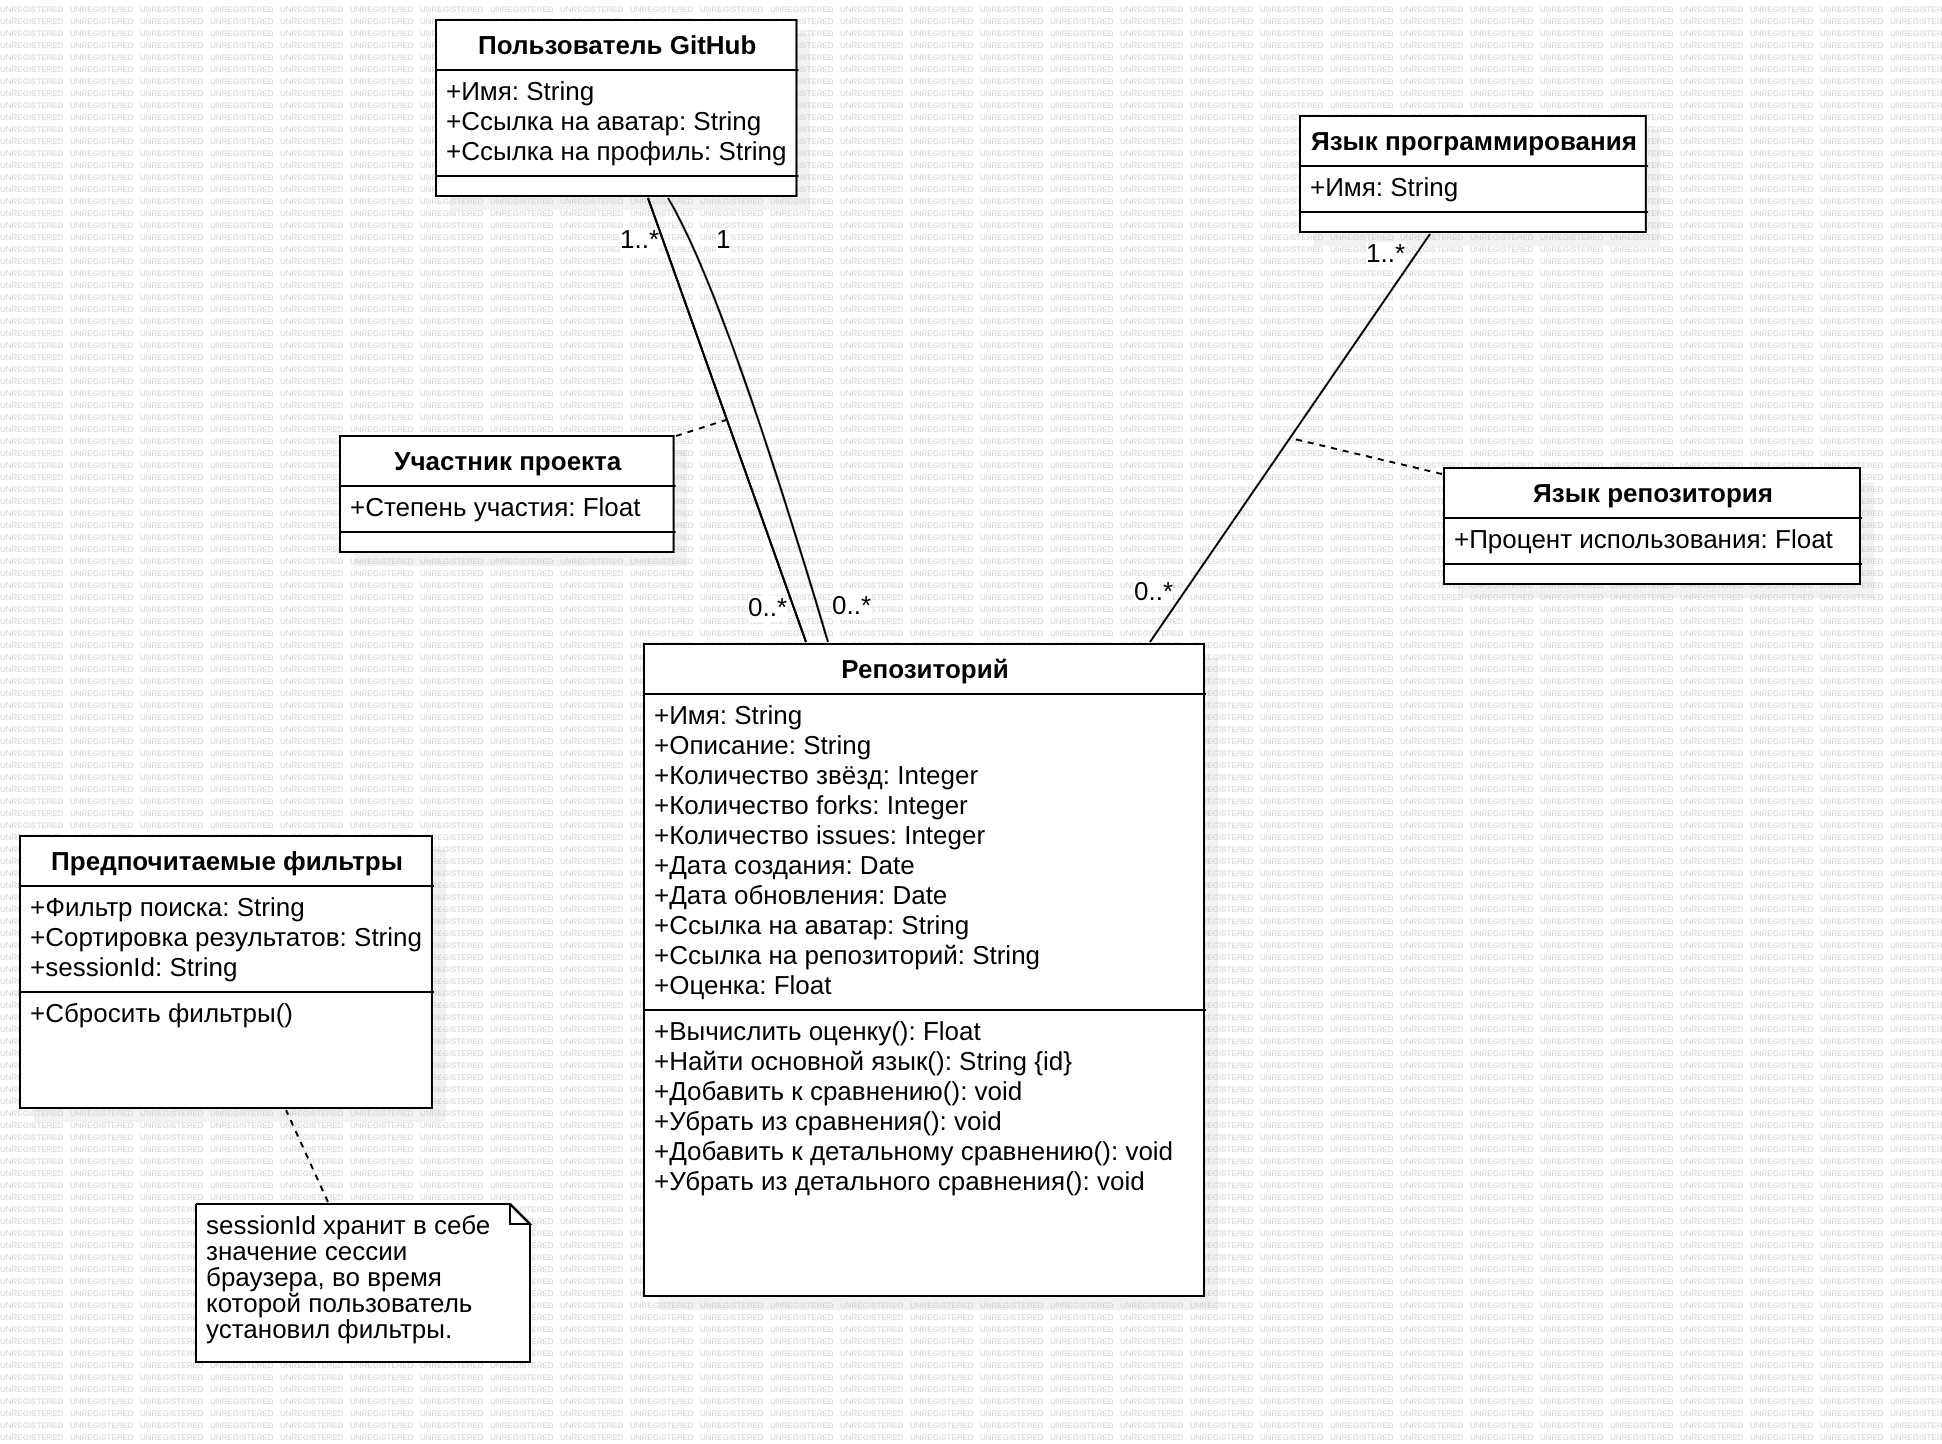 Пользователь GitHub
+Имя: String
+Ссылка на аватар: String
+Ссылка на профиль: String
Язык программирования
+Имя: String
1..*
1
1..*
Участник проекта
+Степень участия: Float
Язык репозитория
+Процент использования: Float
0..*
0..*
0..*
Репозиторий
+Имя: String
+Описание: String
+Количество звёзд: Integer
+Количество forks: Integer
+Количество issues: Integer
+Дата создания: Date
+Дата обновления: Date
+Ссылка на аватар: String
+Ссылка на репозиторий: String
+Оценка: Float
+Вычислить оценку(): Float
+Найти основной язык(): String {id}
+Добавить к сравнению(): void
+Убрать из сравнения(): void
+Добавить к детальному сравнению(): void
+Убрать из детального сравнения(): void
Предпочитаемые фильтры
+Фильтр поиска: String
+Сортировка результатов: String
+sessionId: String
+Сбросить фильтры()
sessionId хранит в себе
значение сессии
браузера, во время
которой пользователь
установил фильтры.
UNREGISTERED